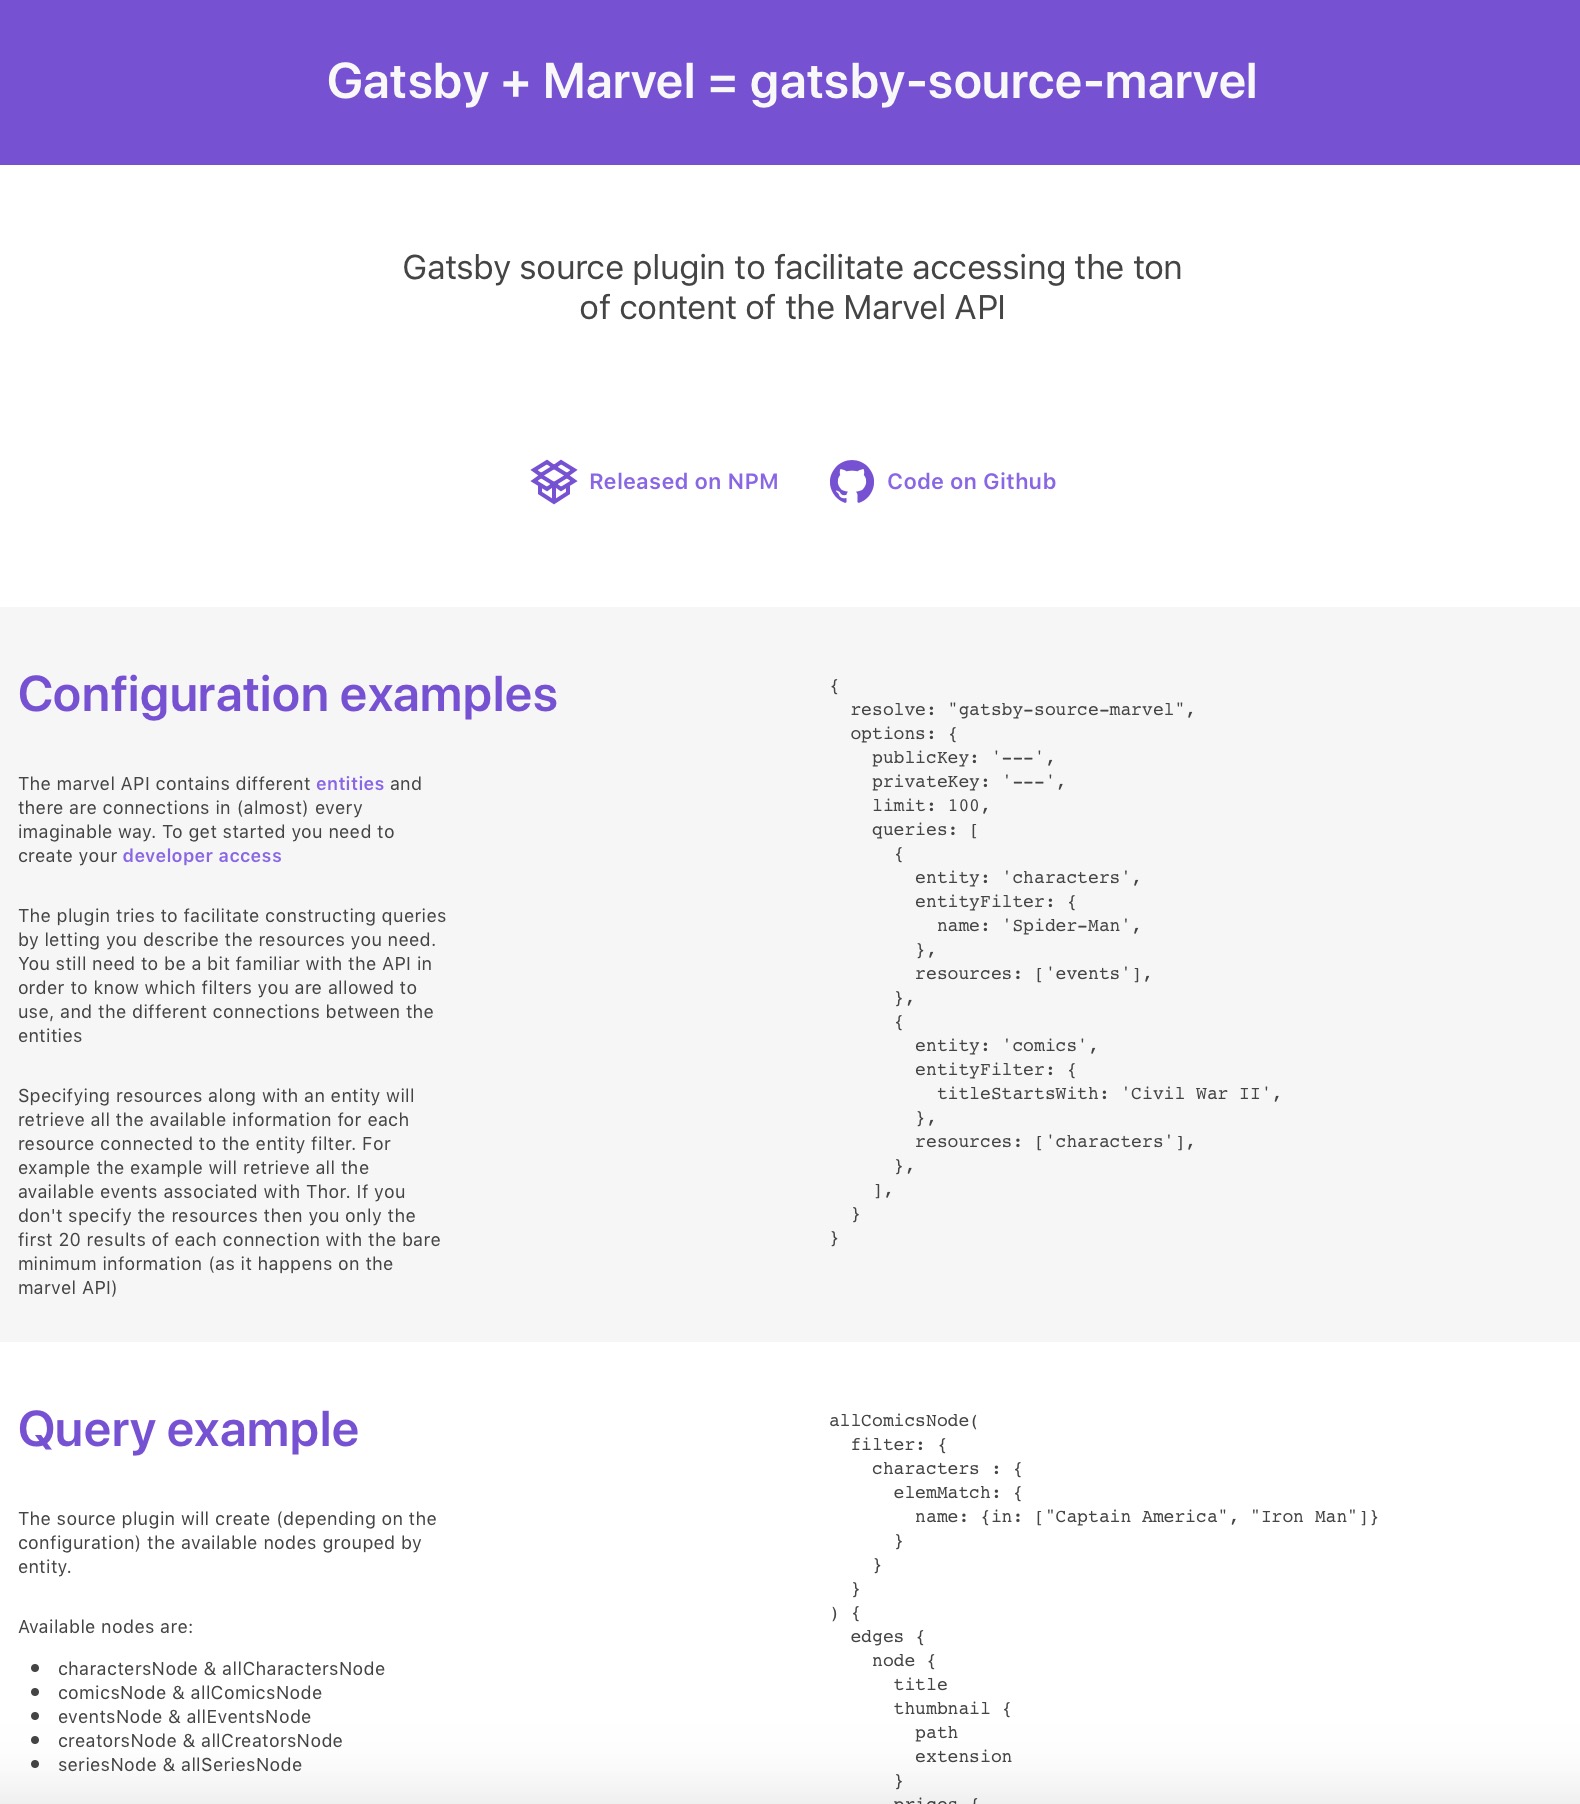 Gatsby + Marvel = gatsby-source-marvel
Gatsby source plugin to facilitate accessing the ton
of content of the Marvel API
Released on NPM
Code on Github
Configuration examples
The marvel API contains different entities and
there are connections in (almost) every
imaginable way. To get started you need to
create your developer access
The plugin tries to facilitate constructing queries
by letting you describe the resources you need.
You still need to be a bit familiar with the API in
order to know which filters you are allowed to
use, and the different connections between the
entities
Specifying resources along with an entity will
retrieve all the available information for each
resource connected to the entity filter. For
example the example will retrieve all the
available events associated with Thor. If you
don't specify the resources then you only the
first 20 results of each connection with the bare
minimum information (as it happens on the
marvel API)
{
  resolve: "gatsby-source-marvel",
  options: {
    publicKey: '---',
    privateKey: '---',
    limit: 100,
    queries: [
      {
        entity: 'characters',
        entityFilter: {
          name: 'Spider-Man',
        },
        resources: ['events'],
      },
      {
        entity: 'comics',
        entityFilter: {
          titleStartsWith: 'Civil War II',
        },
        resources: ['characters'],
      },
    ],
  }
}
Query example
The source plugin will create (depending on the
configuration) the available nodes grouped by
entity.
Available nodes are:
• charactersNode & allCharactersNode
• comicsNode & allComicsNode
• eventsNode & allEventsNode
• creatorsNode & allCreatorsNode
• seriesNode & allSeriesNode
allComicsNode(
  filter: {
    characters : {
      elemMatch: {
        name: {in: ["Captain America", "Iron Man"]}
      }
    }
  }
) {
  edges {
    node {
      title
      thumbnail {
        path
        extension
      }
      prices {